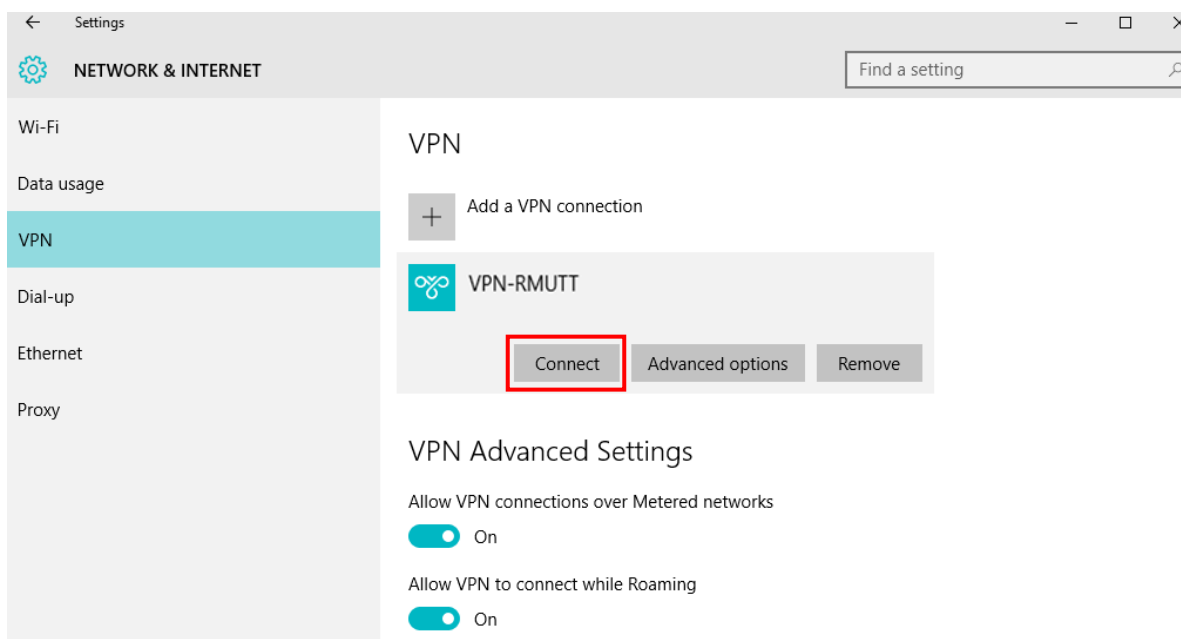 Settings
NETWORK & INTERNET
Find a setting
Wi-Fi
Data usage
VPN
Dial-up
Ethernet
Proxy
VPN
Add a VPN connection
VPN-RMUTT
Connect Advanced options Remove
VPN Advanced Settings
Allow VPN connections over Metered networks
On
Allow VPN to connect while Roaming
On